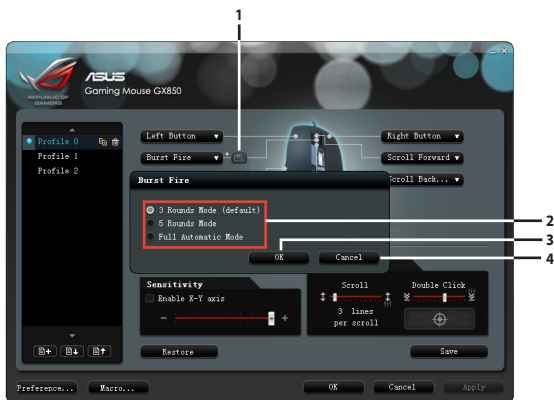 1
ASUS
Gaming Mouse GX850
REPUBLIC OF
GAMERS
Profile 0
Profile 1
Profile 2
Left Button
Right Button
Burst Fire
Scroll Forward
Scroll Back...
Burst Fire
3 Rounds Mode (default)
5 Rounds Mode
Full Automatic Mode
2
OK
3
Cancel
4
Sensitivity
Enable X-Y axis
- +
Scroll
3 lines
per scroll
Double Click
Restore
Save
Preference...
Macro...
OK
Cancel
Apply